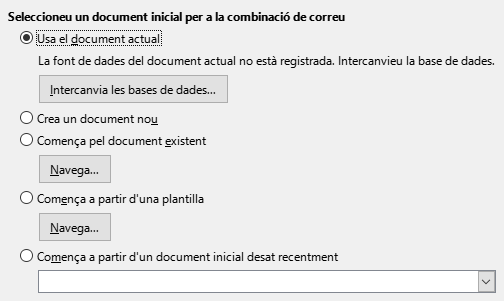 Seleccioneu un document inicial per a la combinació de correu
Usa el document actual
La font de dades del document actual no està registrada. Intercanvieu la base de dades.
Intercanvia les bases de dades...
Crea un document nou
Comença pel document existent
Navega...
Comença a partir d'una plantilla
Navega...
Comença a partir d'un document inicial desat recentment